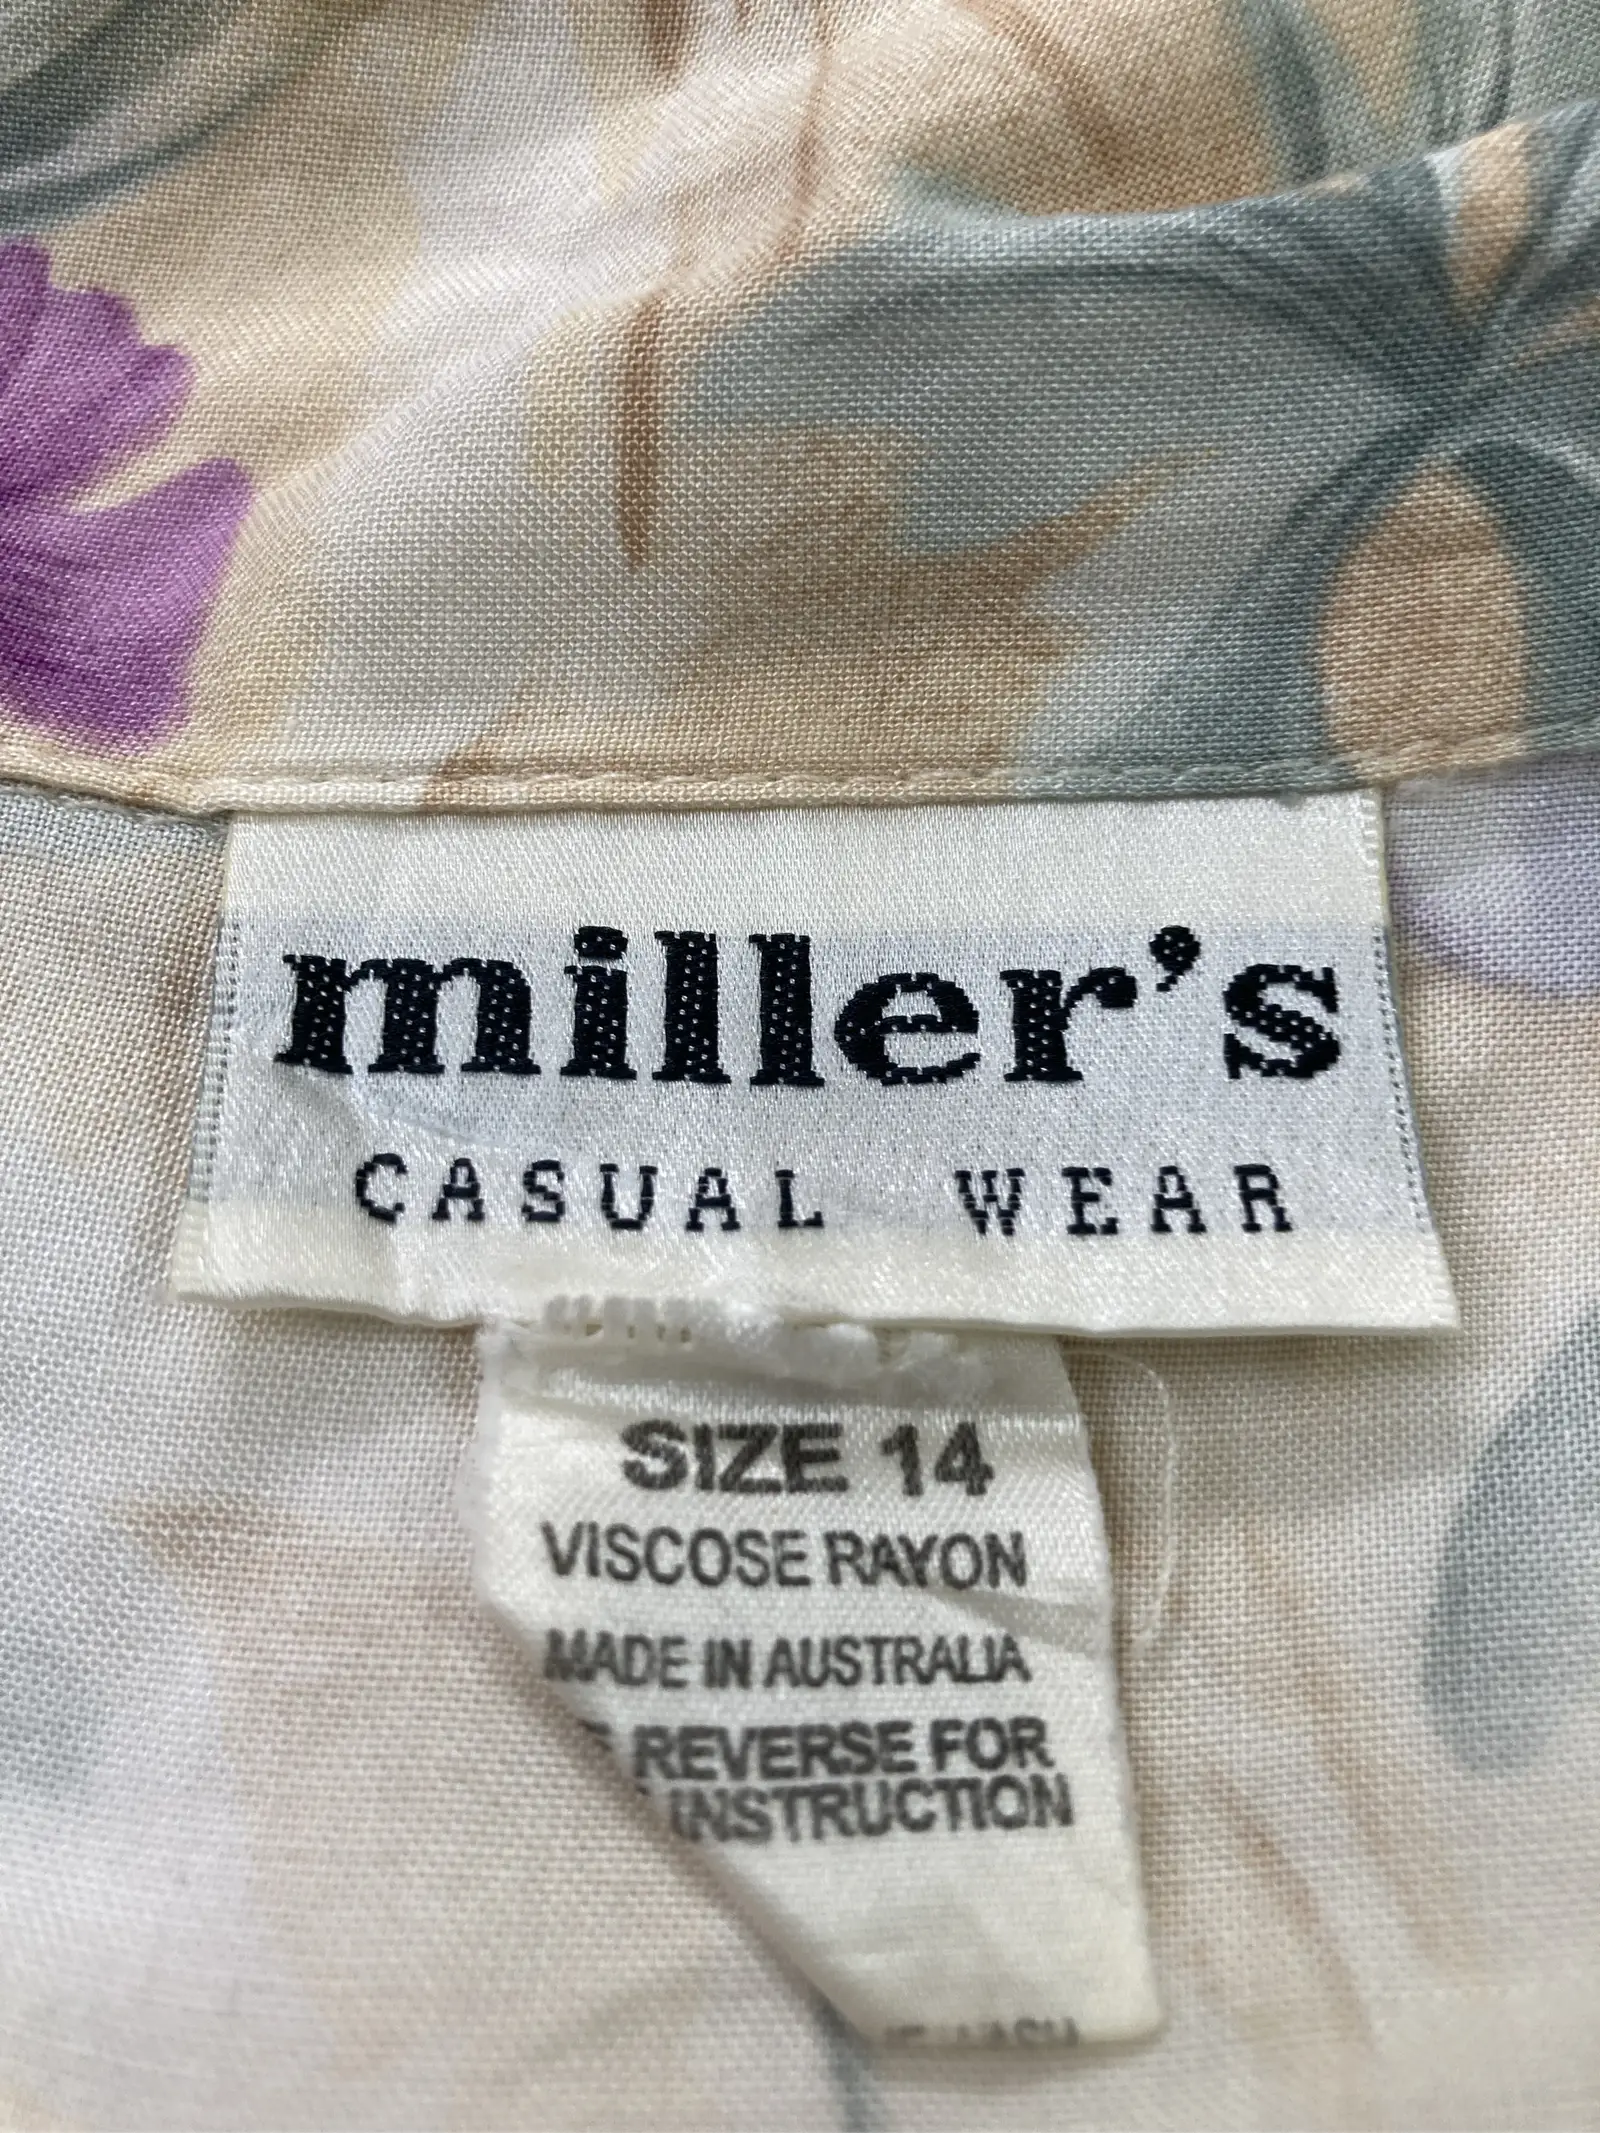 miller's
CASUAL WEAR
SIZE 14
VISCOSE RAYON
MADE IN AUSTRALIA
REVERSE FOR
INSTRUCTION